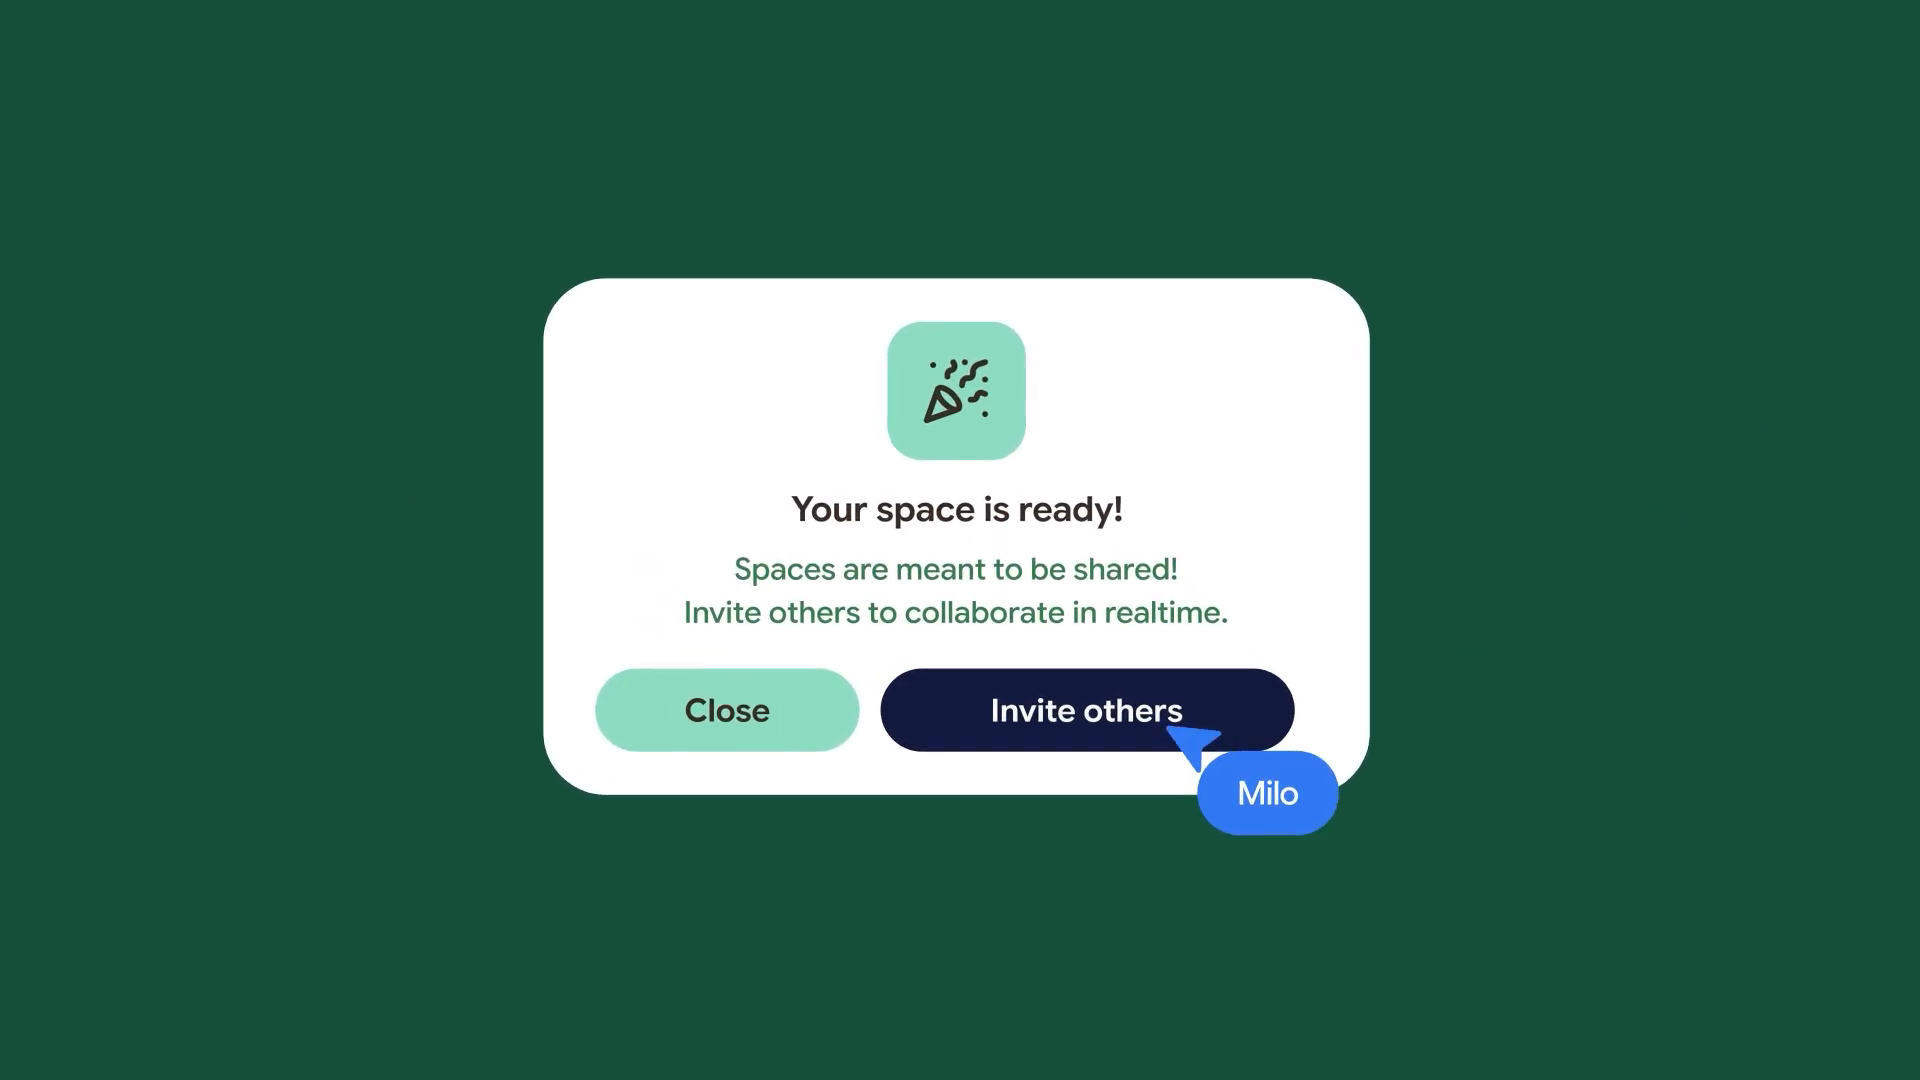 Your space is ready!
Spaces are meant to be shared!
Invite others to collaborate in realtime.
Close
Invite others
Milo